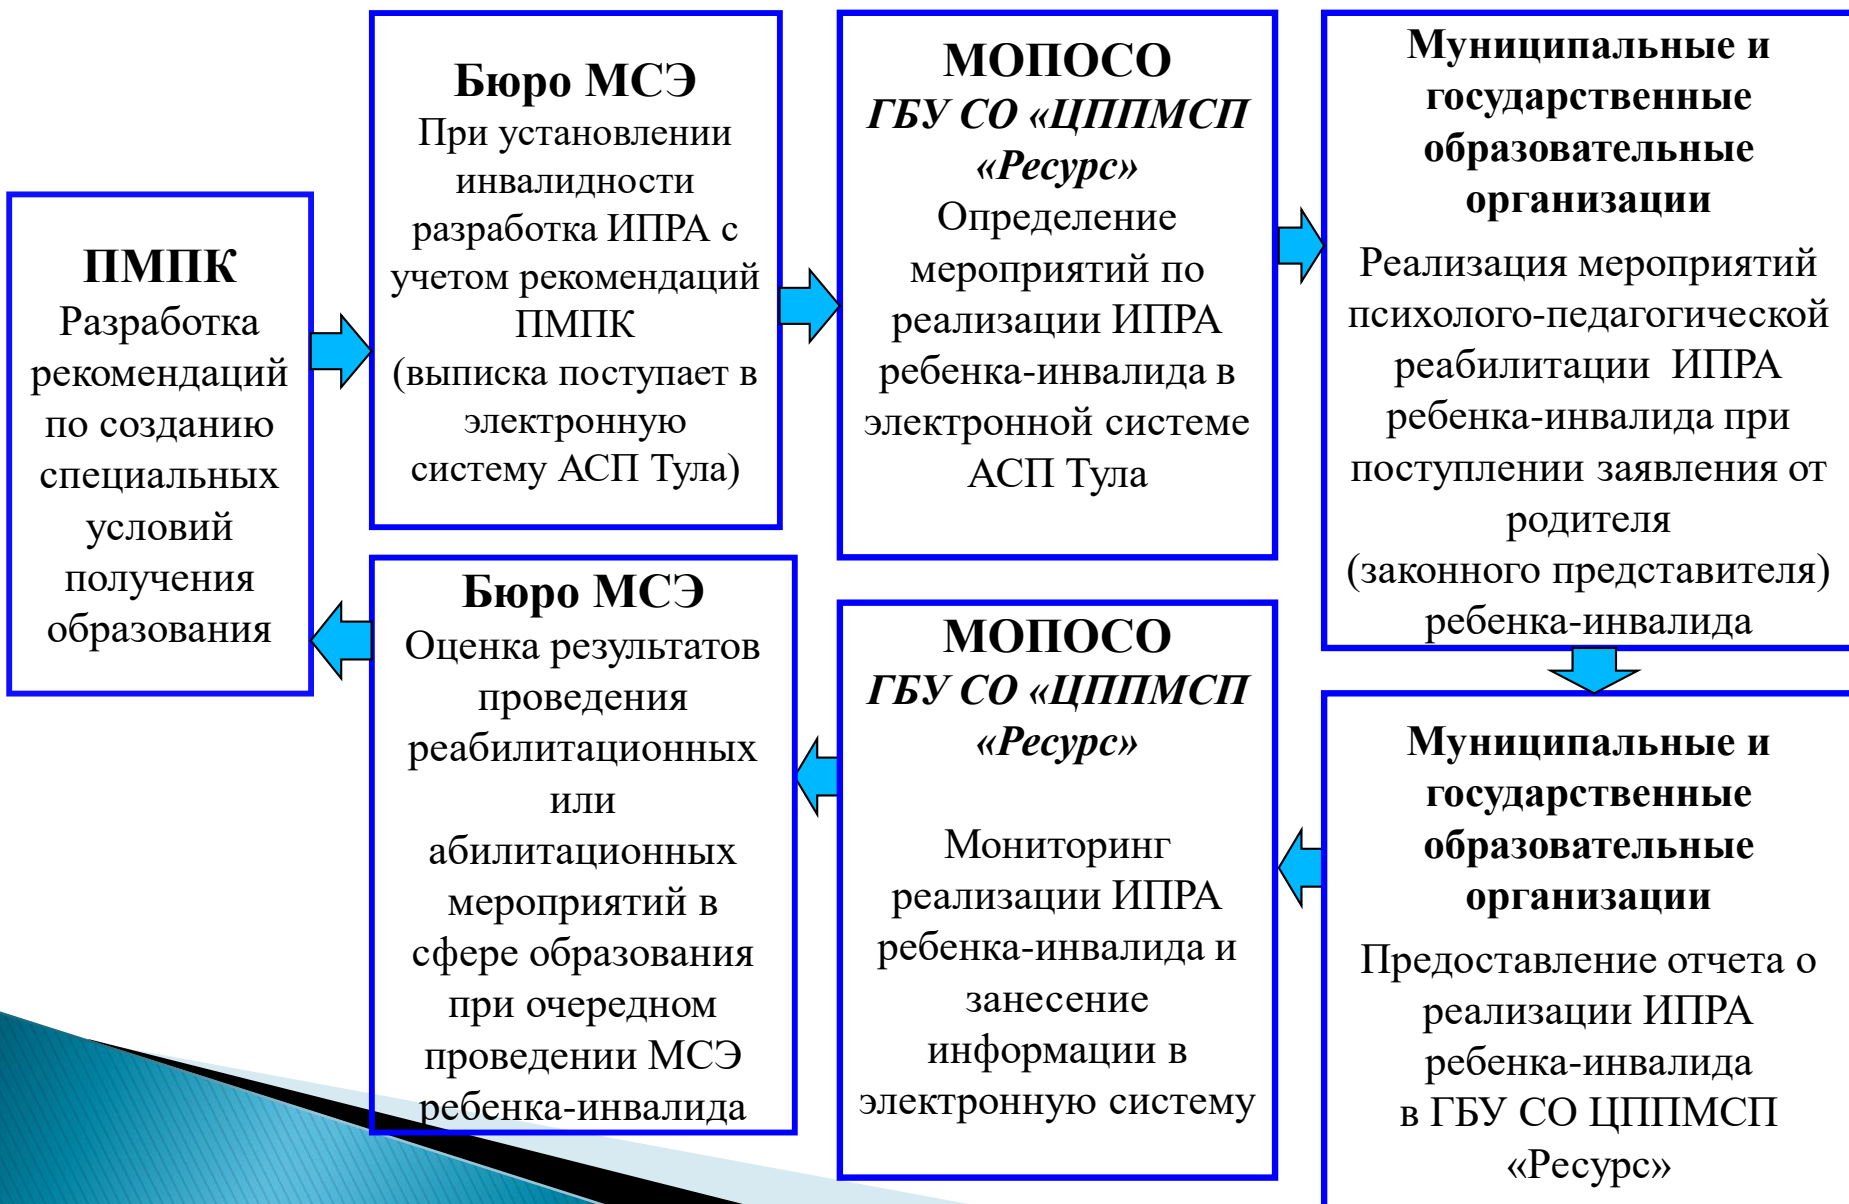 ПМПК
Разработка
рекомендаций
по созданию
специальных
условий
получения
образования
Бюро МСЭ
При установлении
инвалидности
разработка ИПРА с
учетом рекомендаций
ПМПК
(выписка поступает в
электронную
систему АСП Тула)
МОПОСО
ГБУ СО «ЦППМСП
«Ресурс»
Определение
мероприятий по
реализации ИПРА
ребенка-инвалида в
электронной системе
АСП Тула
Муниципальные и
государственные
образовательные
организации
Реализация мероприятий
психолого-педагогической
реабилитации ИПРА
ребенка-инвалида при
поступлении заявления от
родителя
(законного представителя)
ребенка-инвалида
Муниципальные и
государственные
образовательные
организации
Предоставление отчета о
реализации ИПРА
ребенка-инвалида
в ГБУ СО ЦППМСП
«Ресурс»
МОПОСО
ГБУ СО «ЦППМСП
«Ресурс»
Мониторинг
реализации ИПРА
ребенка-инвалида и
занесение
информации в
электронную систему
Бюро МСЭ
Оценка результатов
проведения
реабилитационных
или
абилитационных
мероприятий в
сфере образования
при очередном
проведении МСЭ
ребенка-инвалида